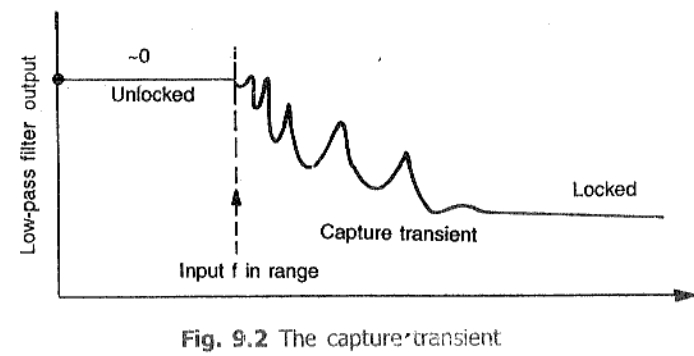 ~0
Unlocked
Low-pass filter output
Locked
Capture transient
Input f in range
Fig. 9.2 The capture transient